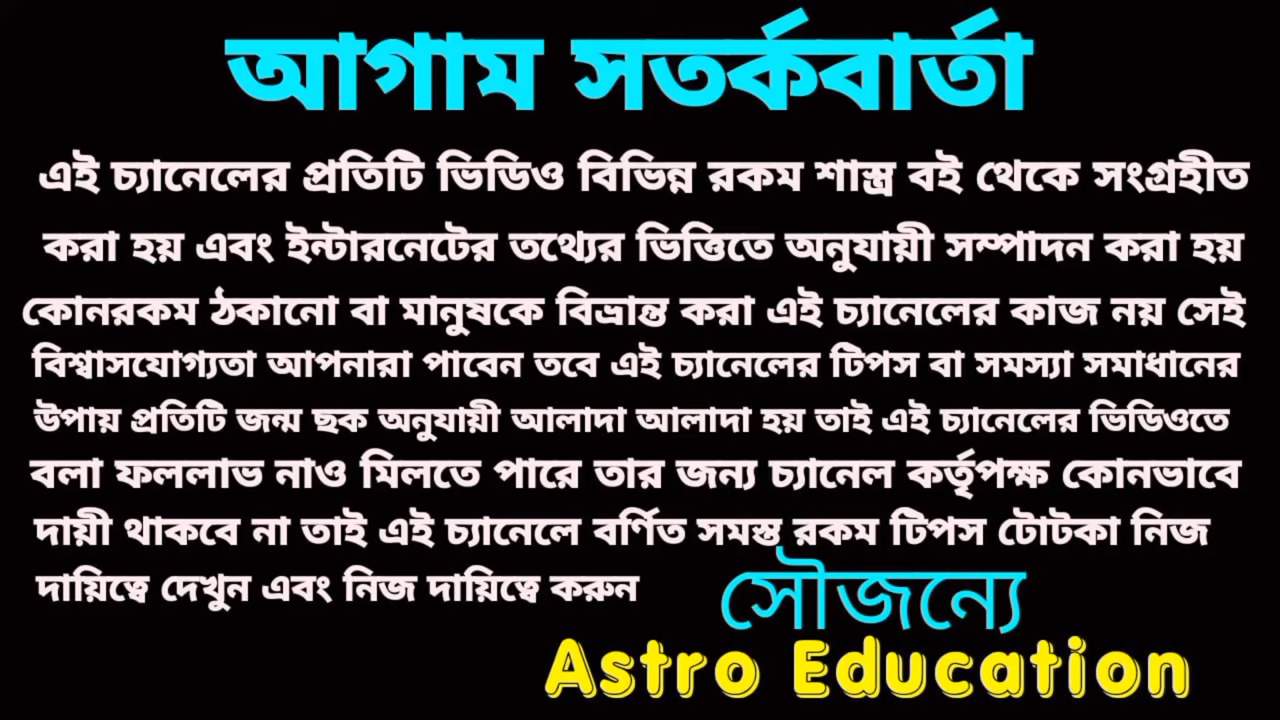 আগাম সতর্কবার্তা
এই চ্যানেলের প্রতিটি ভিডিও বিভিন্ন রকম শাস্ত্র বই থেকে সংগ্রহীত
করা হয় এবং ইন্টারনেটের তথ্যের ভিত্তিতে অনুযায়ী সম্পাদন করা হয়
কোনরকম ঠকানো বা মানুষকে বিভ্রান্ত করা এই চ্যানেলের কাজ নয় সেই
বিশ্বাসযোগ্যতা আপনারা পাবেন তবে এই চ্যানেলের টিপস বা সমস্যা সমাধানের
উপায় প্রতিটি জন্ম ছক অনুযায়ী আলাদা আলাদা হয় তাই এই চ্যানেলের ভিডিওতে
বলা ফললাভ নাও মিলতে পারে তার জন্য চ্যানেল কর্তৃপক্ষ কোনভাবে
দায়ী থাকবে না তাই এই চ্যানেলে বর্ণিত সমস্ত রকম টিপস টোটকা নিজ
দায়িত্বে দেখুন এবং নিজ দায়িত্বে করুন
সৌজন্যে
Astro Education